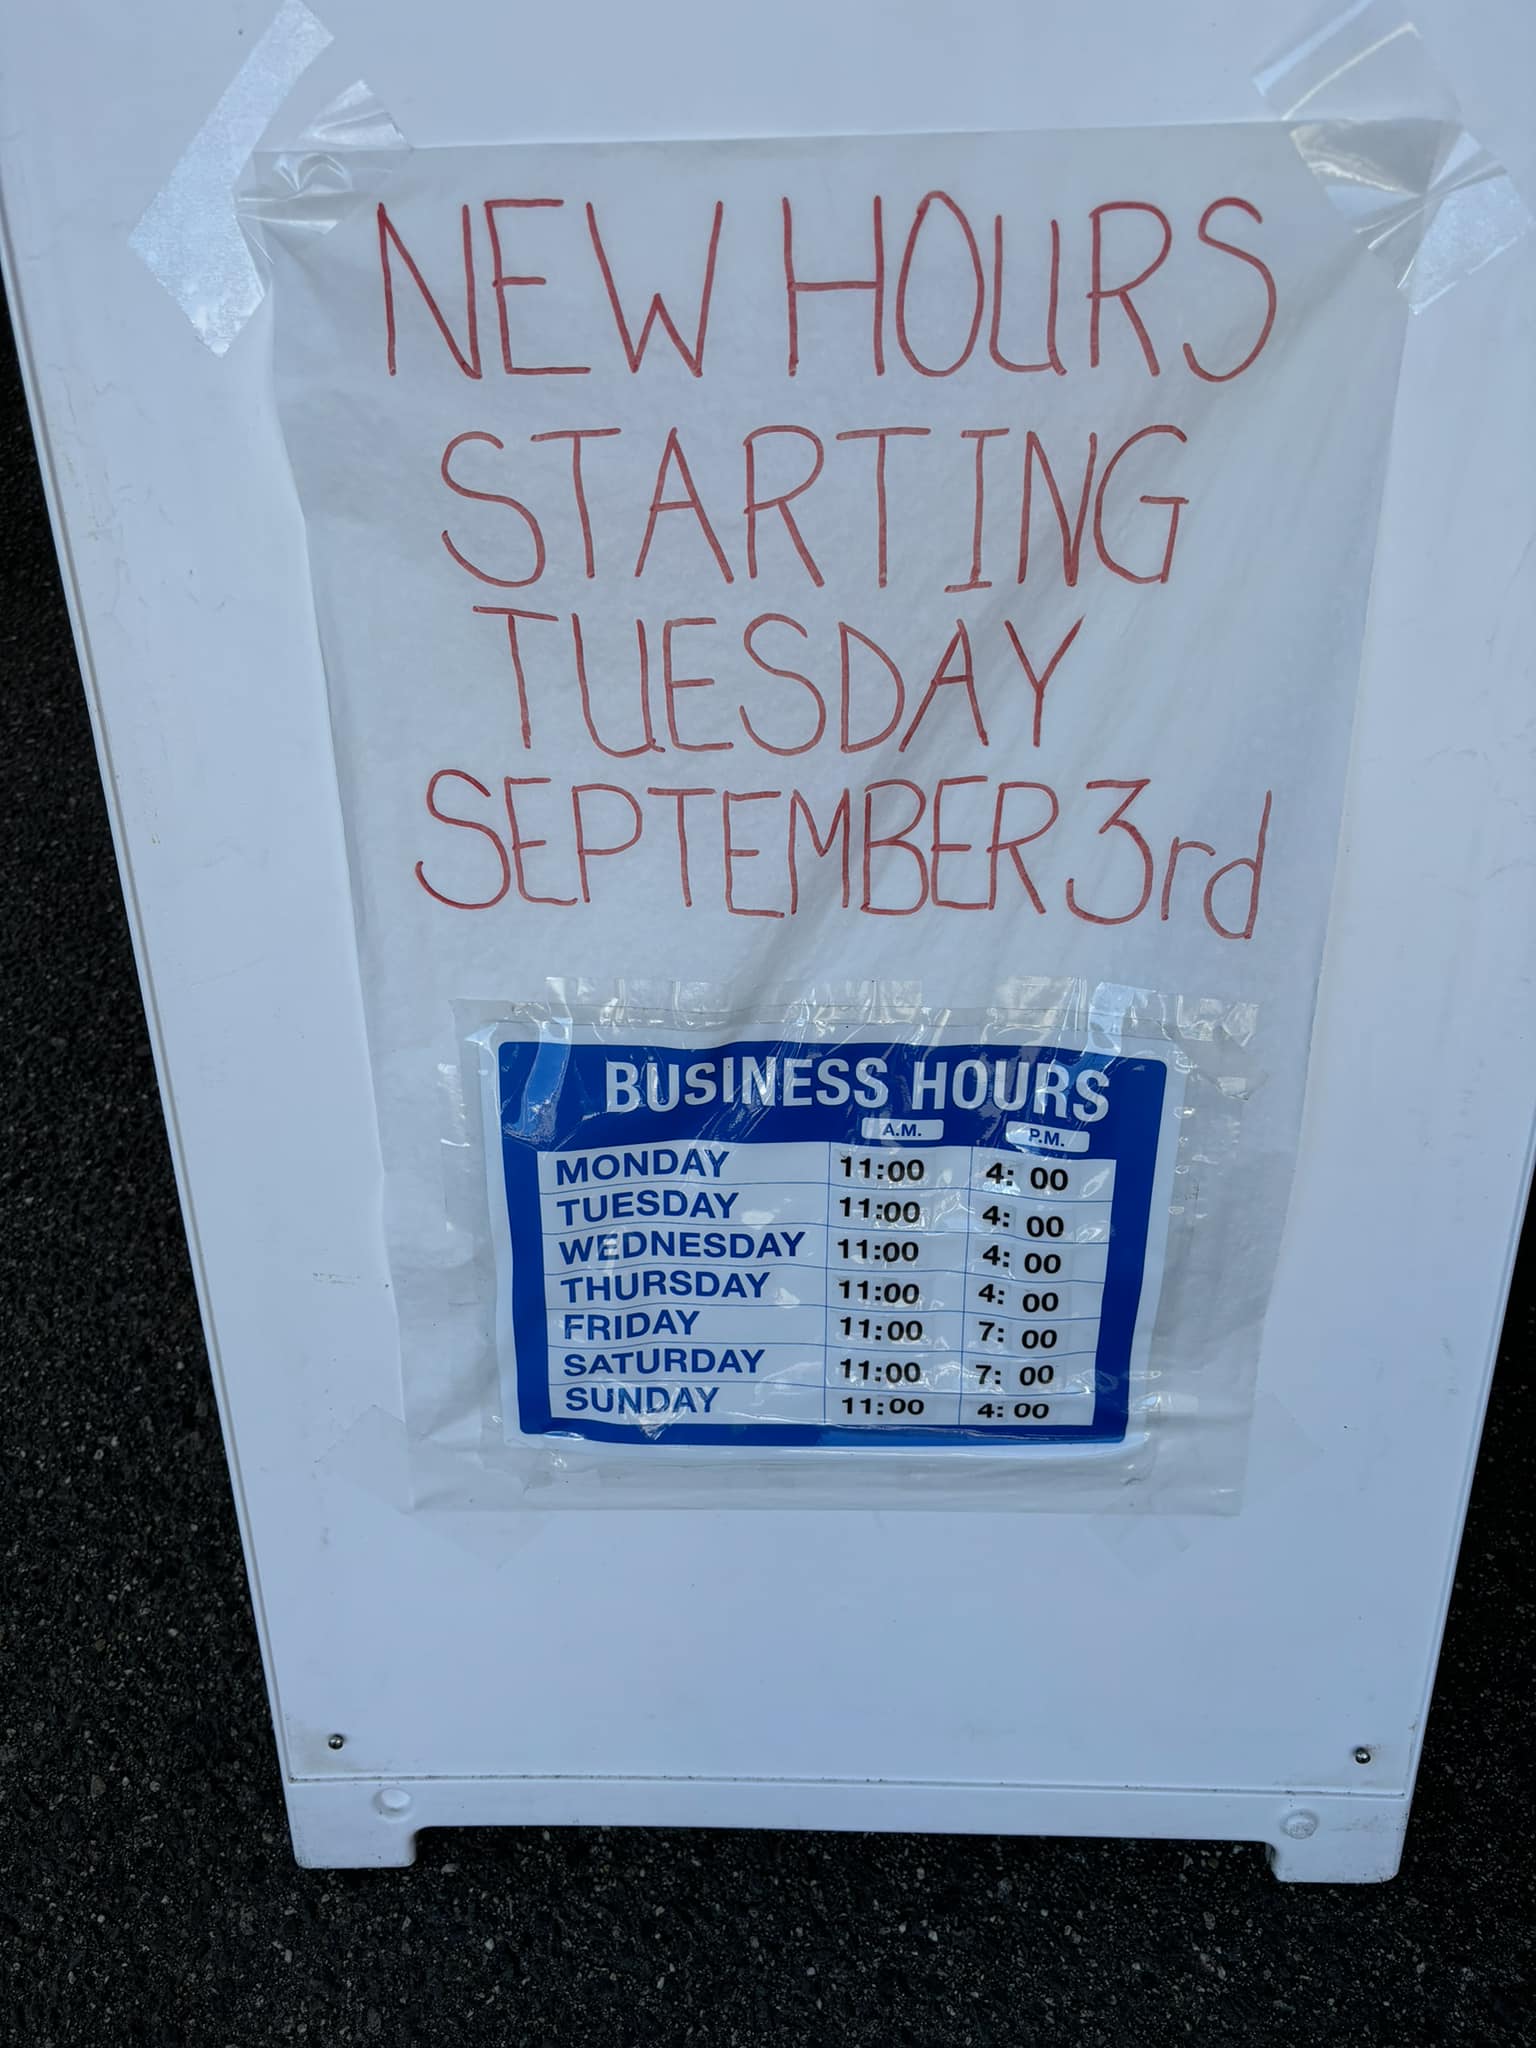 NEW HOURS
STARTING
TUESDAY
SEPTEMBER 3rd
BUSINESS HOURS
A.M. P.M.
MONDAY 11:00 4: 00
TUESDAY 11:00 4: 00
WEDNESDAY 11:00 4: 00
THURSDAY 11:00 4: 00
FRIDAY 11:00 7: 00
SATURDAY 11:00 7: 00
SUNDAY 11:00 4: 00